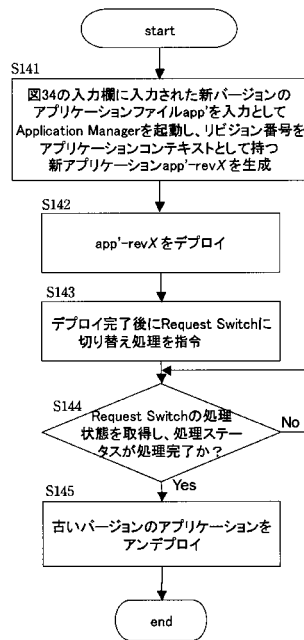 start
S141
図34の入力欄に入力された新バージョンの
アプリケーションファイルapp'を入力として
Application Managerを起動し、リビジョン番号を
アプリケーションコンテキストとして持つ
新アプリケーションapp'-revXを生成
S142
app'-revXをデプロイ
S143
デプロイ完了後にRequest Switchに
切り替え処理を指令
S144
Request Switchの処理
状態を取得し、処理ステー
タスが処理完了か?
No
Yes
S145
古いバージョンのアプリケーションを
アンデプロイ
end